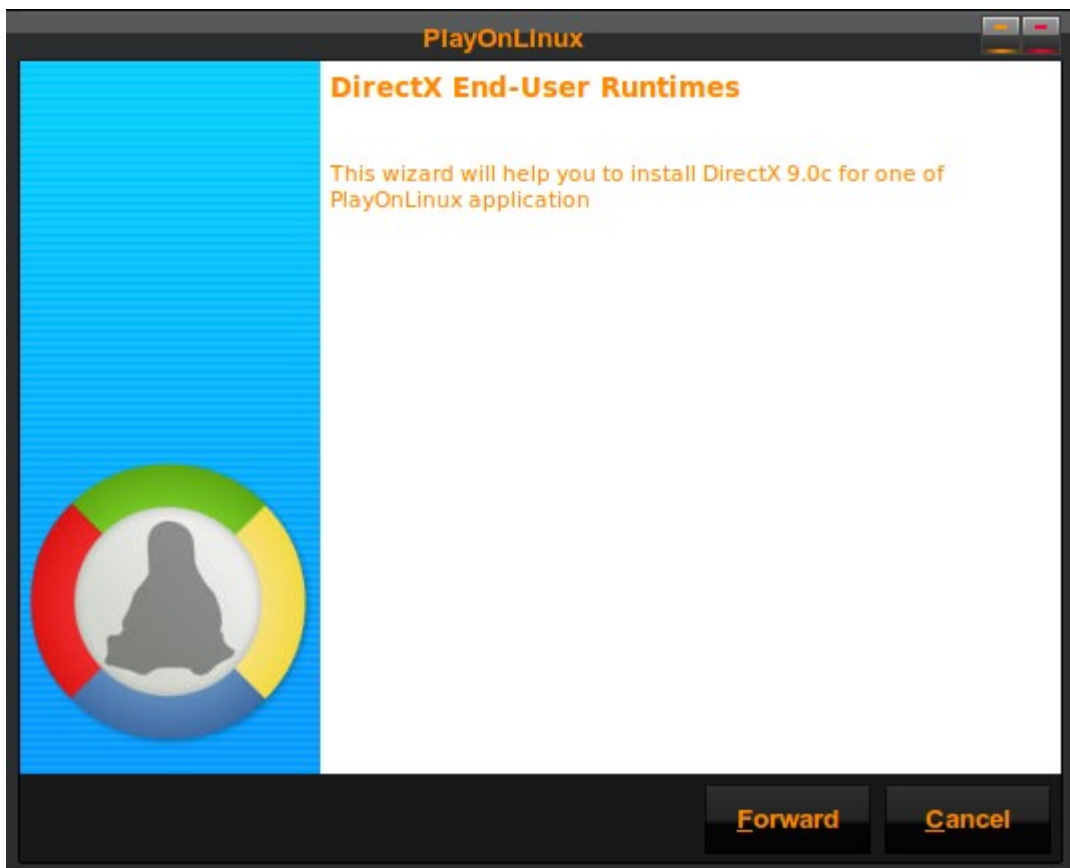 PlayOnLinux
DirectX End-User Runtimes
This wizard will help you to install DirectX 9.0c for one of
PlayOnLinux application
Forward
Cancel